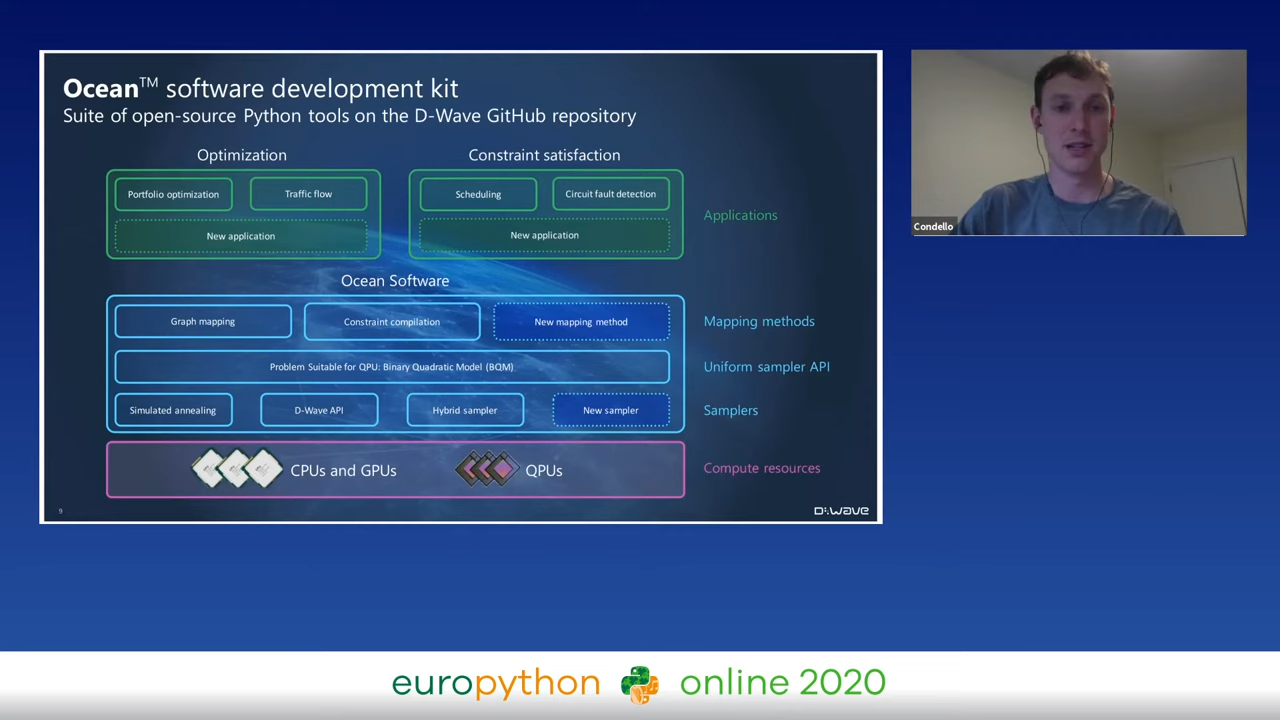 Ocean™ software development kit
Suite of open-source Python tools on the D-Wave GitHub repository
Optimization
Constraint satisfaction
Portfolio optimization
Traffic flow
Scheduling
Circuit fault detection
New application
New application
Applications
Ocean Software
Graph mapping
Constraint compilation
New mapping method
Mapping methods
Problem Suitable for QPU: Binary Quadratic Model (BQM)
Uniform sampler API
Simulated annealing
D-Wave API
Hybrid sampler
New sampler
Samplers
CPUs and GPUs
QPUs
Compute resources
9
D:Wave
Condello
europython online 2020